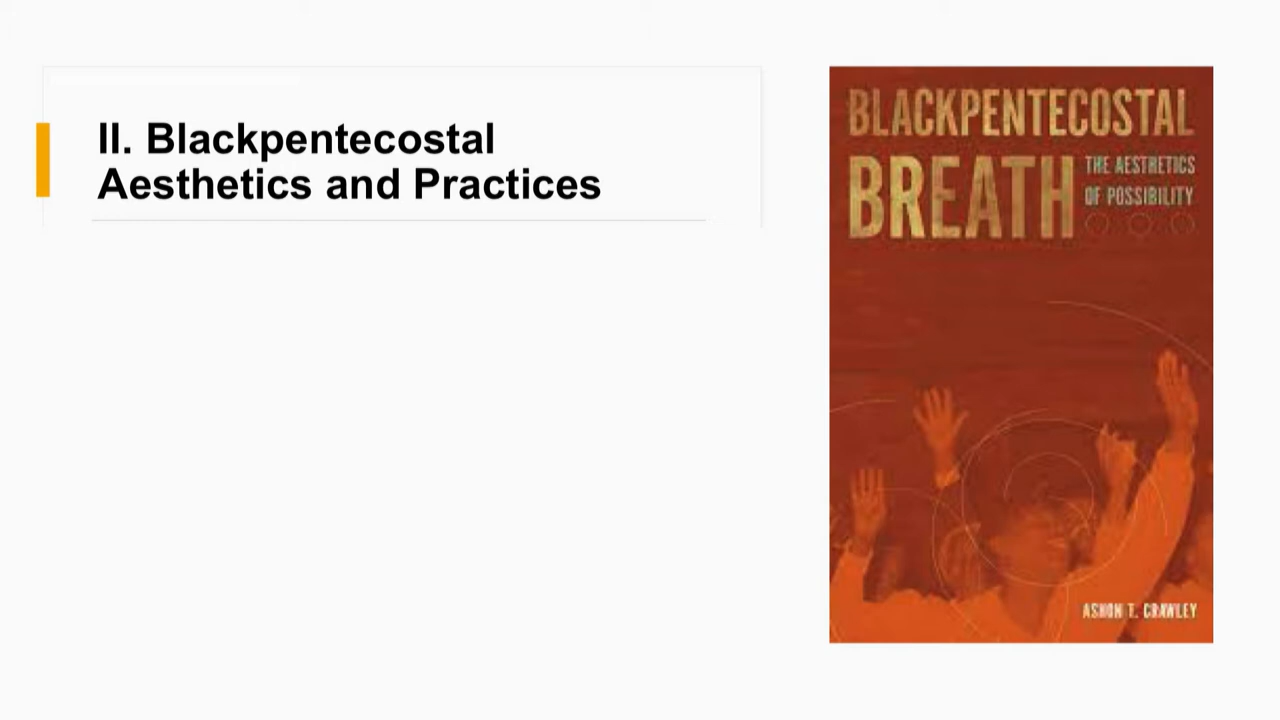 II. Blackpentecostal
Aesthetics and Practices
BLACKPENTECOSTAL
BREATH
THE AESTHETICS
OF POSSIBILITY
ASHON T. CRAWLEY